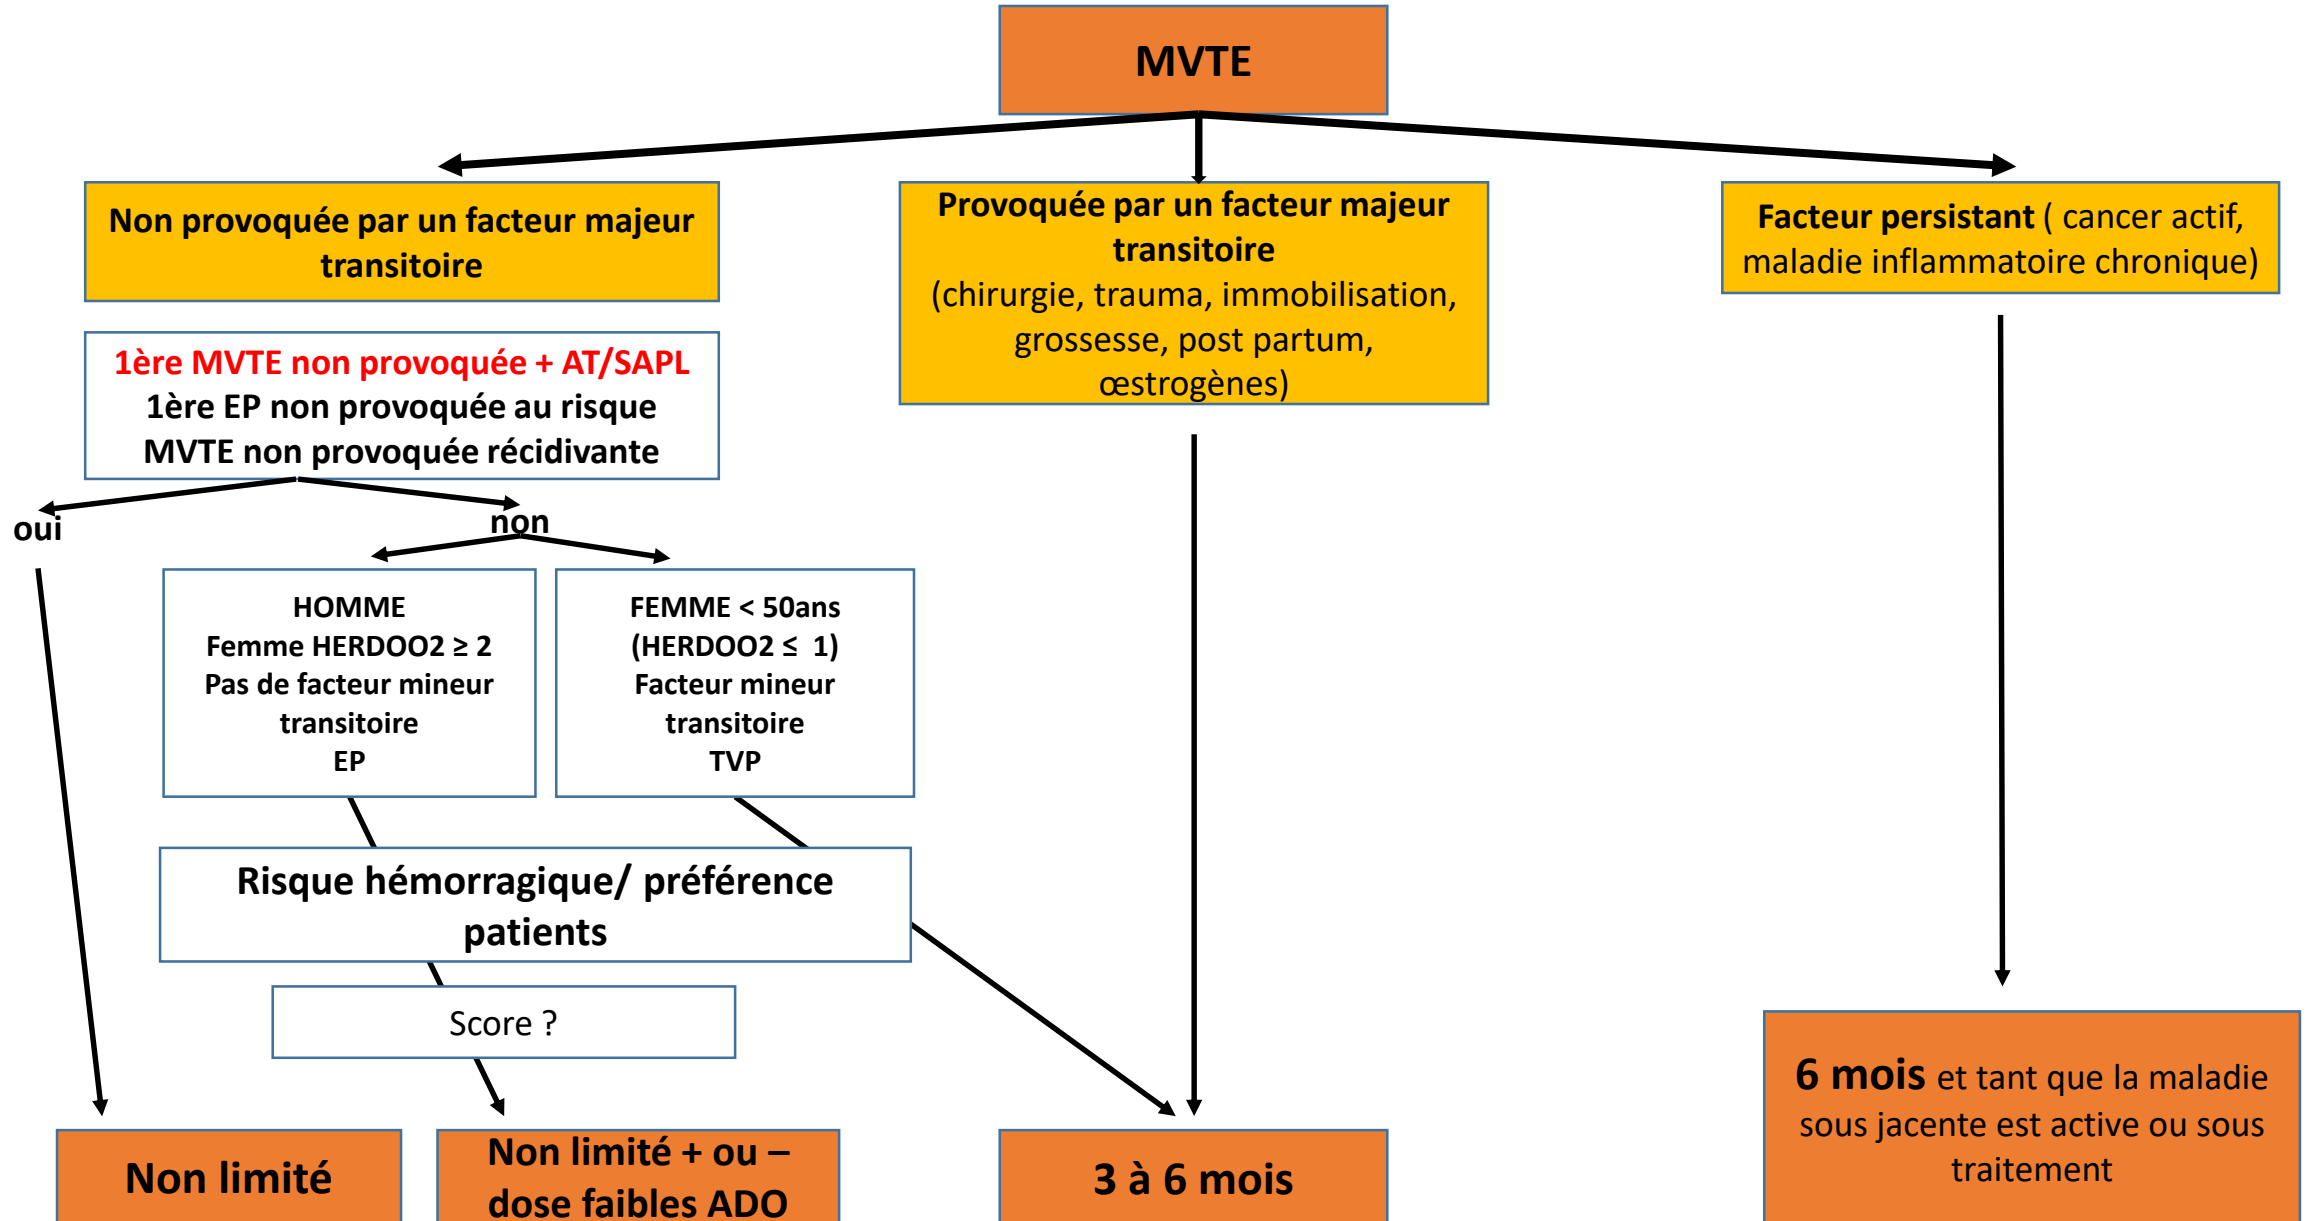 MVTE
Non provoquée par un facteur majeur
transitoire
Provoquée par un facteur majeur
transitoire
(chirurgie, trauma, immobilisation,
grossesse, post partum,
œstrogènes)
Facteur persistant ( cancer actif,
maladie inflammatoire chronique)
1ère MVTE non provoquée + AT/SAPL
1ère EP non provoquée au risque
MVTE non provoquée récidivante
oui
non
HOMME
Femme HERDOO2 ≥ 2
Pas de facteur mineur
transitoire
EP
FEMME < 50ans
(HERDOO2 ≤ 1)
Facteur mineur
transitoire
TVP
Risque hémorragique/ préférence
patients
Score ?
Non limité
Non limité + ou –
dose faibles ADO
3 à 6 mois
6 mois et tant que la maladie
sous jacente est active ou sous
traitement